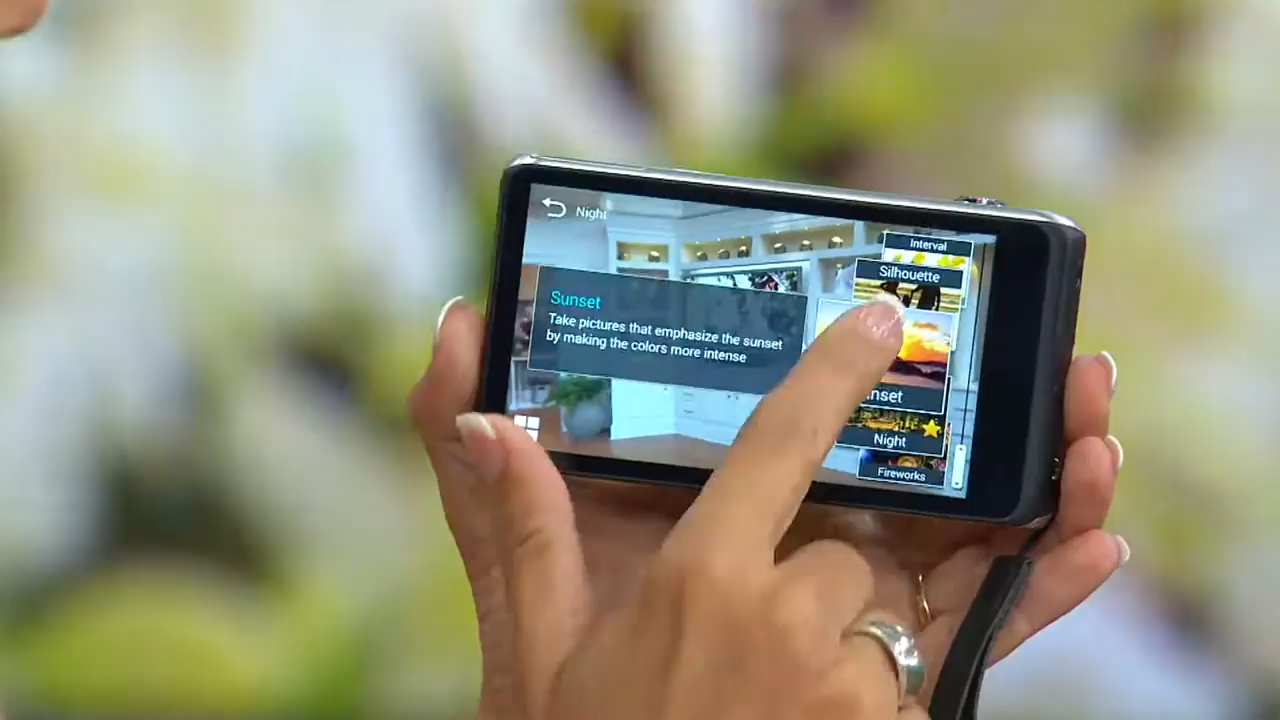 Night
Interval
Silhouette
Sunset
Take pictures that emphasize the sunset
by making the colors more intense
nset
Night
Fireworks